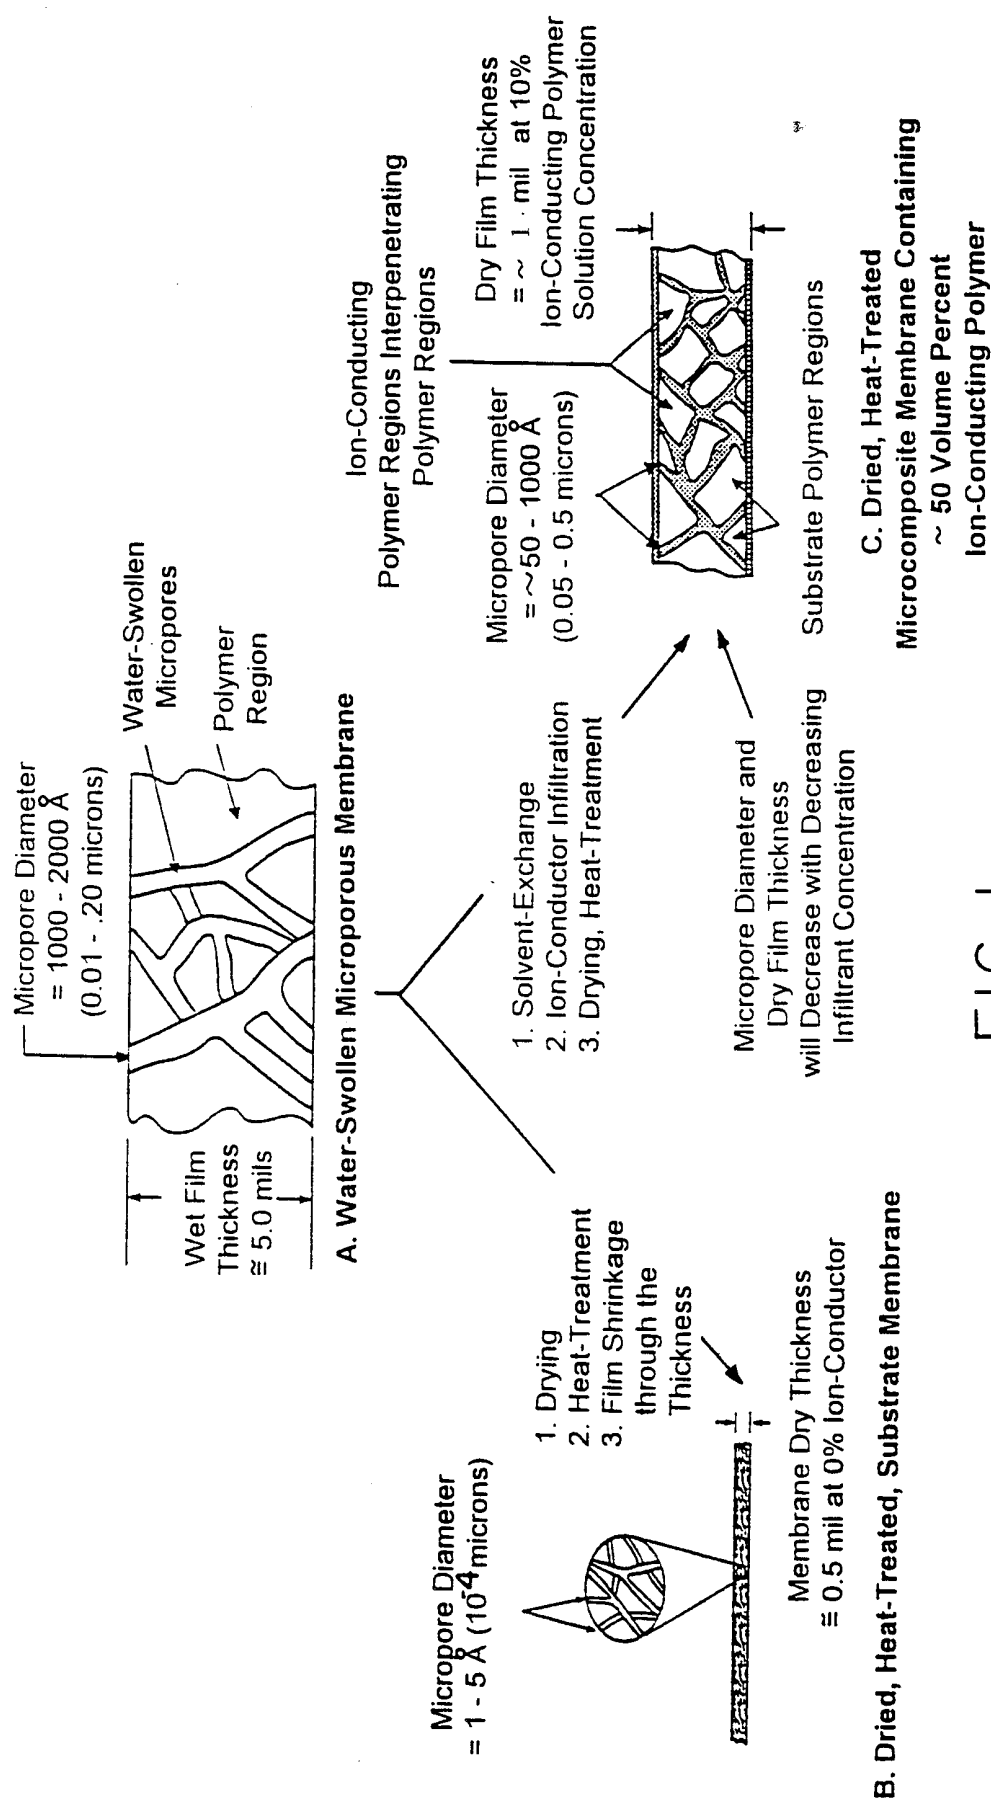 Micropore Diameter
= 1000 - 2000 Å
(0.01 - .20 microns)
Water-Swollen
Micropores
Polymer
Region
Wet Film
Thickness
≅ 5.0 mils
A. Water-Swollen Microporous Membrane
1. Drying
2. Heat-Treatment
3. Film Shrinkage
through the
Thickness
Micropore Diameter
= 1 - 5 Å (10-4 microns)
Membrane Dry Thickness
≅ 0.5 mil at 0% Ion-Conductor
B. Dried, Heat-Treated, Substrate Membrane
1. Solvent-Exchange
2. Ion-Conductor Infiltration
3. Drying, Heat-Treatment
Micropore Diameter and
Dry Film Thickness
will Decrease with Decreasing
Infiltrant Concentration
Ion-Conducting
Polymer Regions Interpenetrating
Polymer Regions
Micropore Diameter
= ~50 - 1000 Å
(0.05 - 0.5 microns)
Dry Film Thickness
= ~ 1 · mil at 10%
Ion-Conducting Polymer
Solution Concentration
Substrate Polymer Regions
C. Dried, Heat-Treated
Microcomposite Membrane Containing
~ 50 Volume Percent
Ion-Conducting Polymer